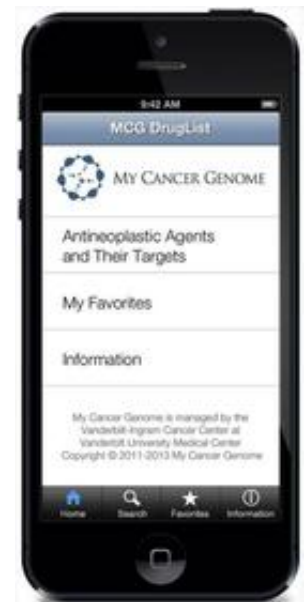 9:42 AM
MCG DrugList
MY CANCER GENOME
Antineoplastic Agents
and Their Targets
My Favorites
Information
My Cancer Genome is managed by the
Vanderbilt-Ingram Cancer Center at
Vanderbilt University Medical Center
Copyright © 2011-2013 My Cancer Genome
Home Search Favorites Information